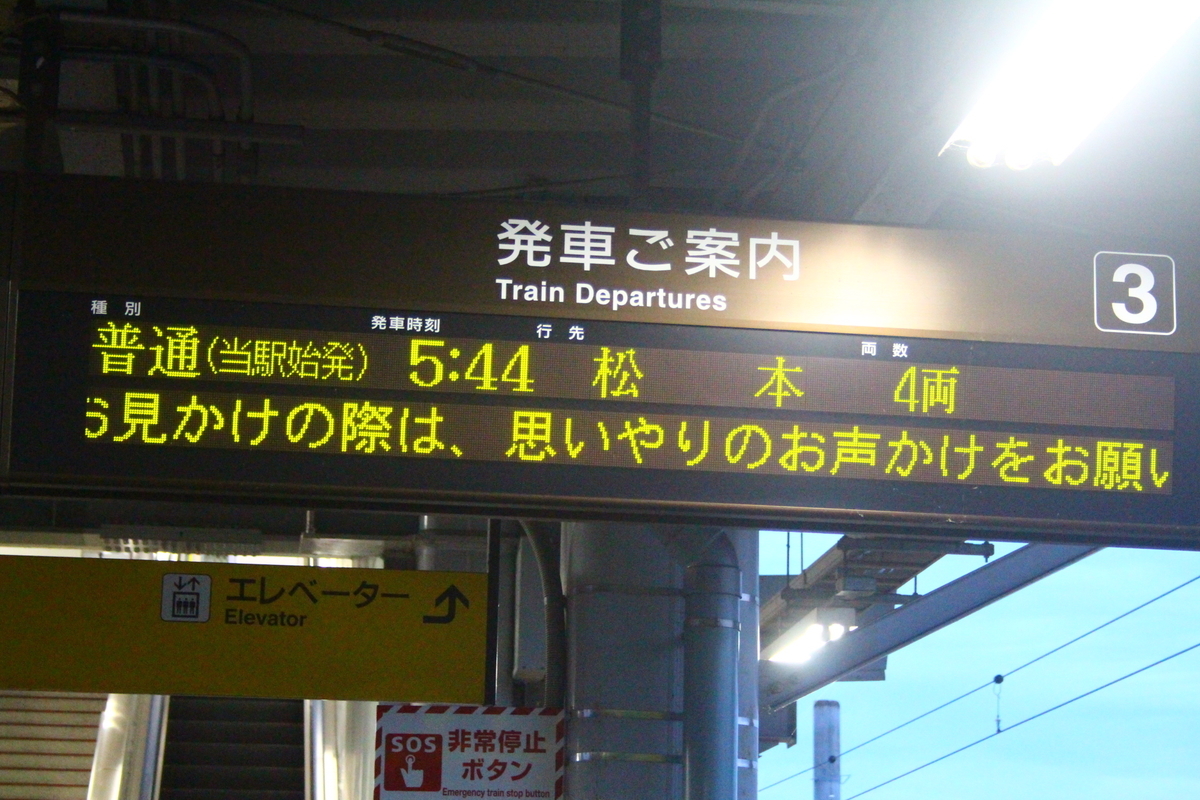 発車ご案内
Train Departures
3
種別 発車時刻 行先 両数
普通(当駅始発) 5:44 松本 4両
見かけの際は、思いやりのお声かけをお願い
エレベーター
Elevator
SOS 非常停止
ボタン
Emergency train stop button